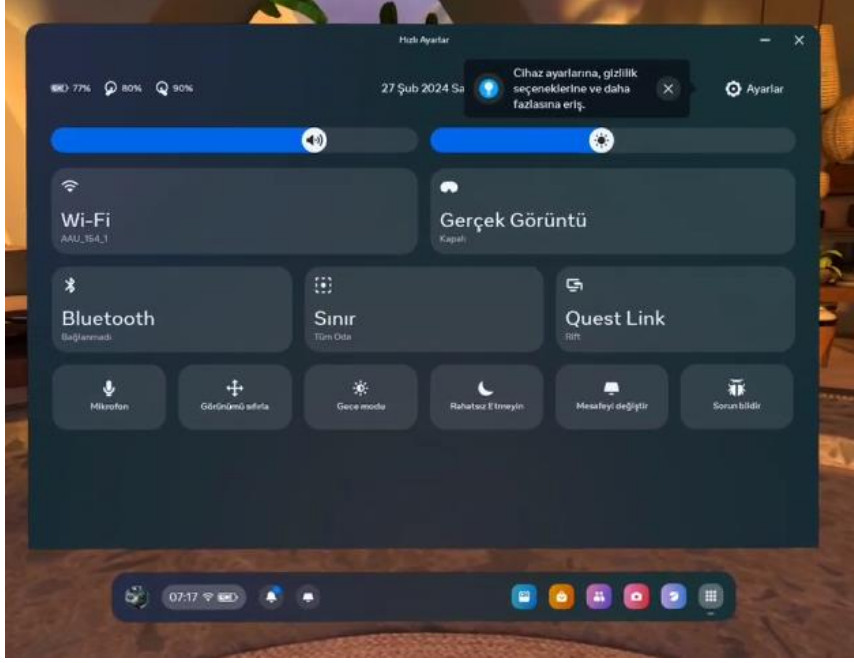 Hızlı Ayarlar
77% 80% 90%
27 Şub 2024 Sa
Cihaz ayarlarına, gizlilik
seçeneklerine ve daha
fazlasına eriş.
Ayarlar
Wi-Fi
AAU_154_1
Gerçek Görüntü
Kapalı
Bluetooth
Bağlanmadı
Sınır
Tüm Oda
Quest Link
Rift
Mikrofon
Görünümü sıfırla
Gece modu
Rahatsız Etmeyin
Mesafeyi değiştir
Sorun bildir
07:17